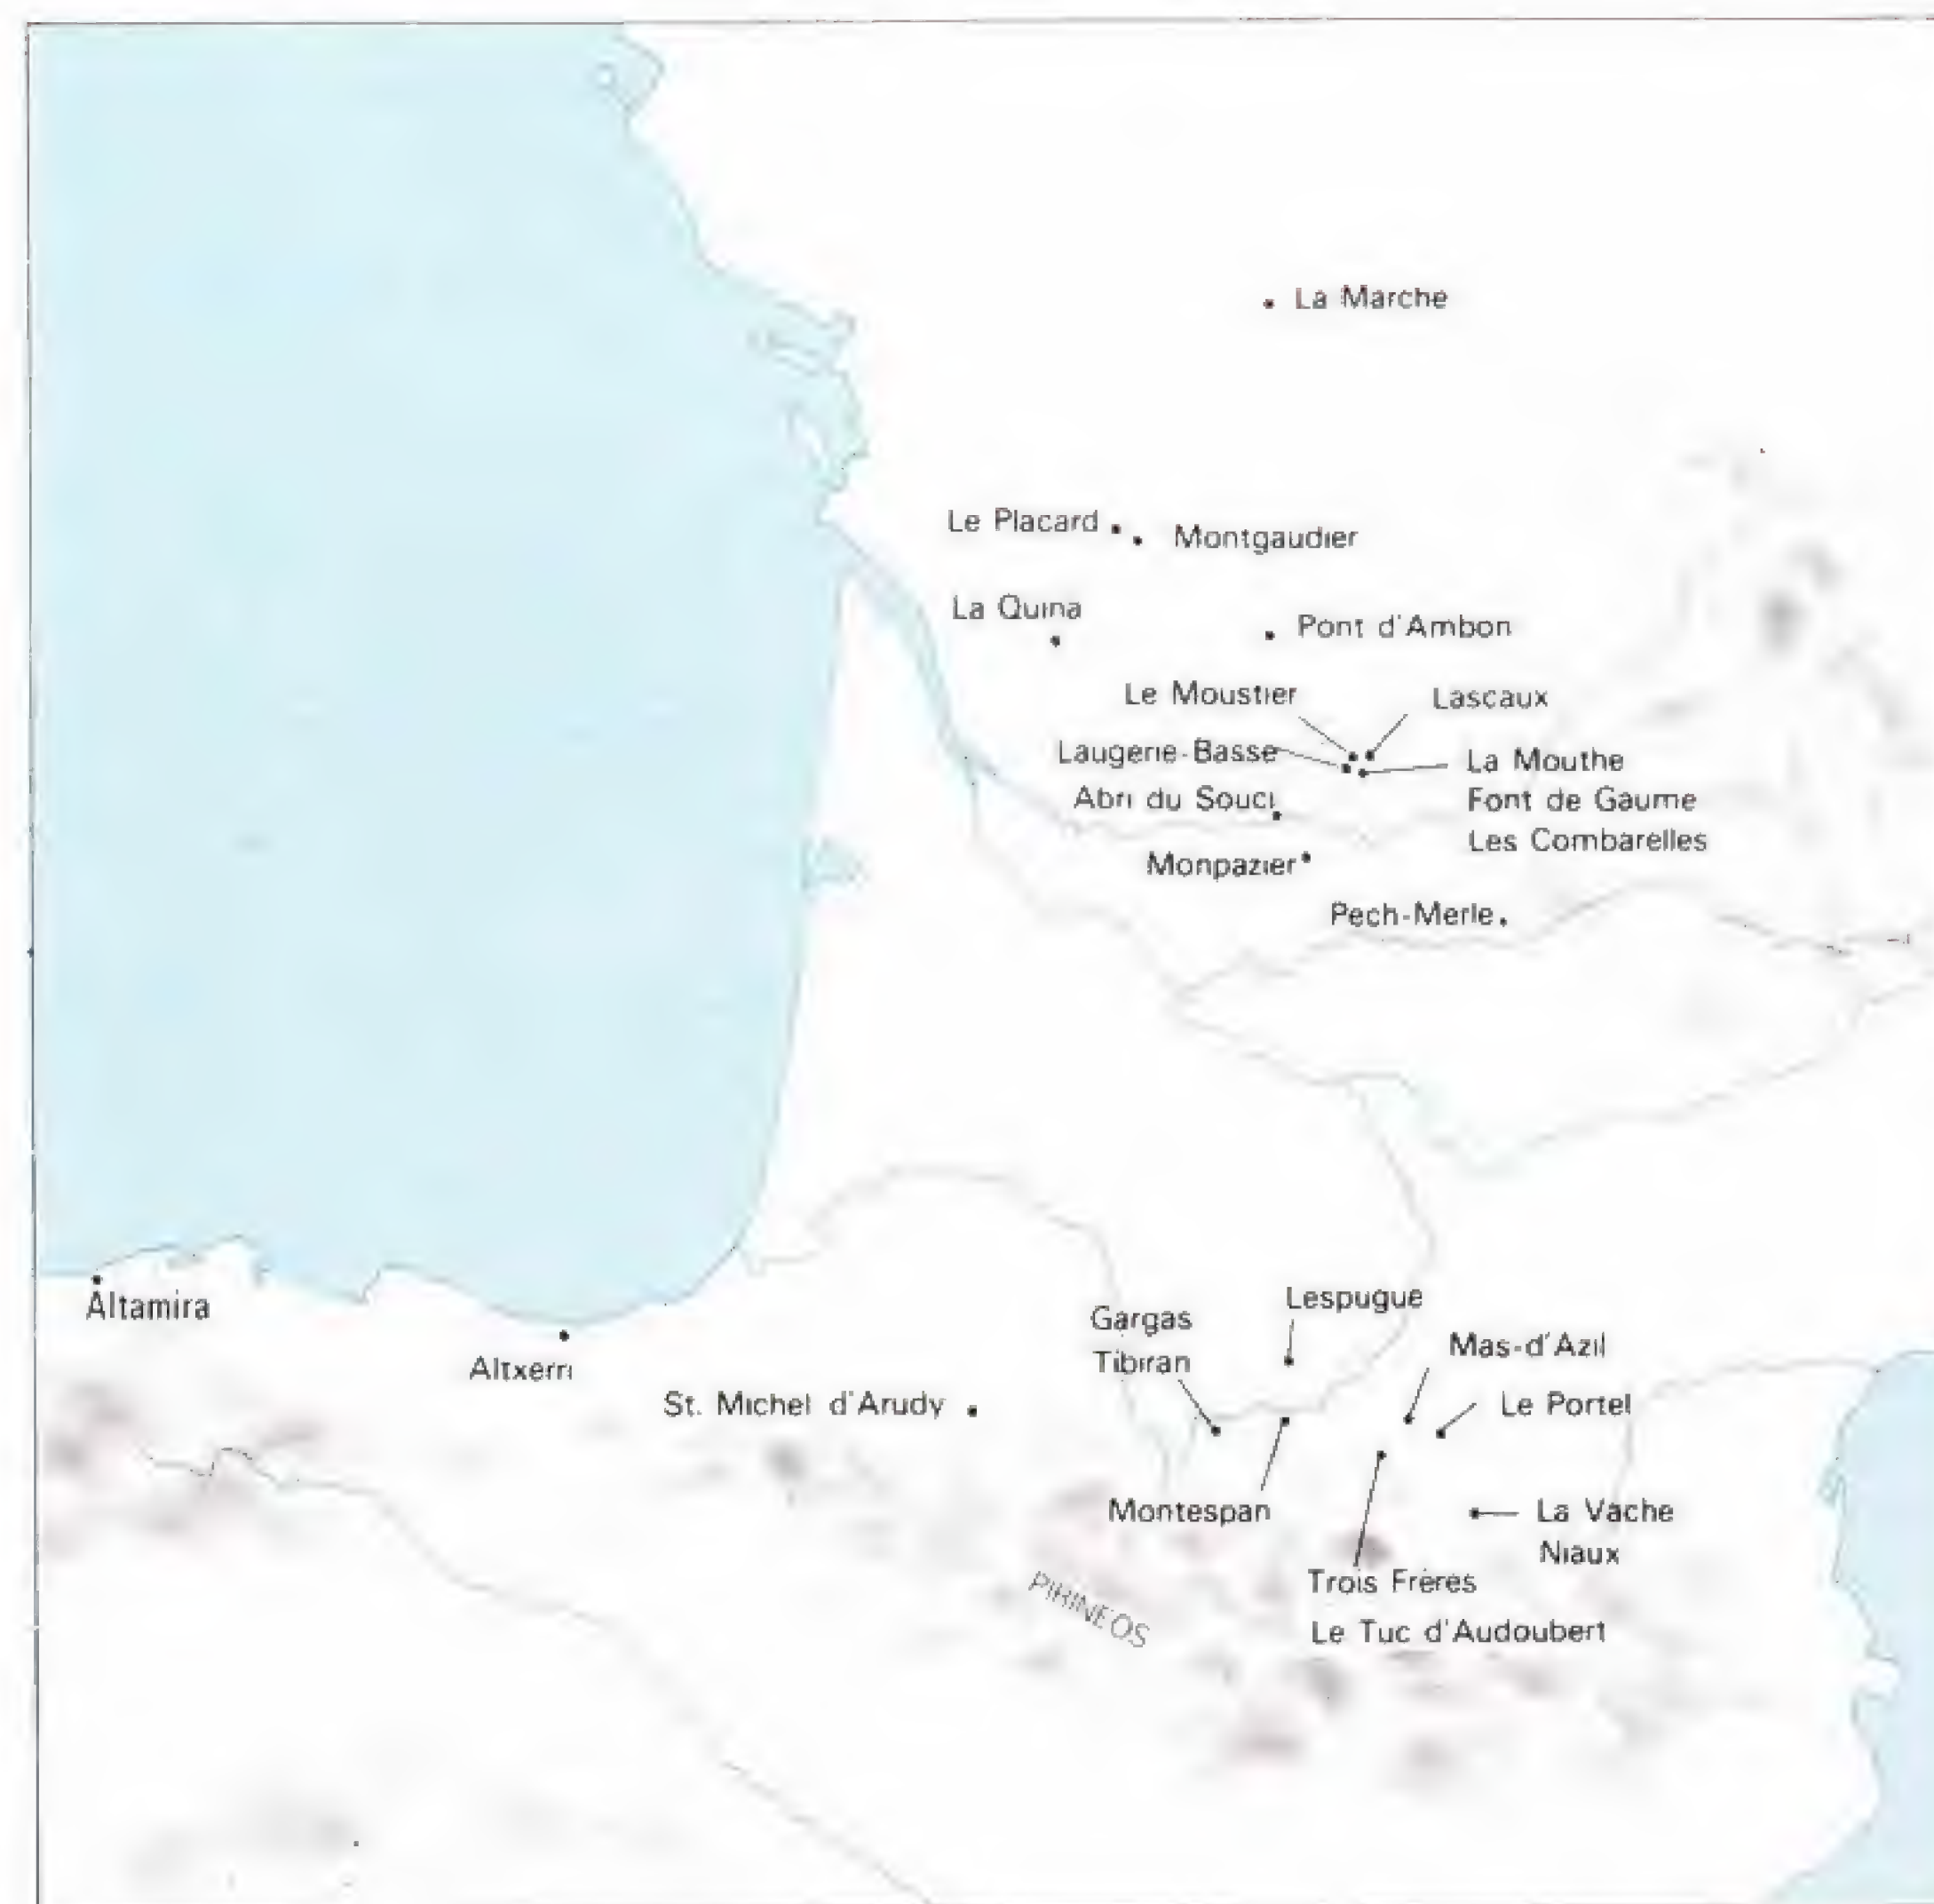 La Marche
Le Placard
Montgaudier
La Quina
Pont d'Ambon
Le Moustier
Lascaux
Laugerie-Basse
La Mouthe
Abri du Souci
Font de Gaume
Les Combarelles
Monpazier
Pech-Merle
Altamira
Lespugue
Gargas
Tibiran
Mas-d'Azil
Altxerri
St. Michel d'Arudy
Le Portel
Montespan
La Vache
Niaux
Trois Frères
PIRINEOS
Le Tuc d'Audoubert